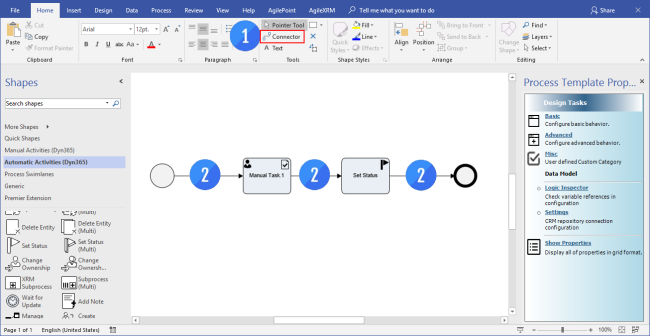 File Home Insert Design Data Process Review View AgilePoint AgileXRM Tell me what you want to do Share
Cut
Copy
Format Painter
Paste
Clipboard
Arial 12pt.
Font
Paragraph
1
Pointer Tool
Connector
Text
Tools
Quick Styles
Fill
Line
Effects
Shape Styles
Align Position
Bring to Front
Send to Back
Group
Arrange
Change Shape
Find
Layers
Select
Editing
Shapes
Search shapes
More Shapes
Quick Shapes
Manual Activities (Dyn365)
Automatic Activities (Dyn365)
Process Swimlanes
Generic
Premier Extension
(Multi)
Delete Entity
Delete Entity (Multi)
Set Status
Set Status (Multi)
Change Ownership
Change Ownersh...
XRM Subprocess
Subprocess (Multi)
Wait for Update
Add Note
Manage
Create
2
Manual Task 1
2
Set Status
2
Process Template Prop...
Design Tasks
Basic
Configure basic behavior.
Advanced
Configure advanced behavior.
Misc
User defined Custom Category
Data Model
Logic Inspector
Check variable references in
configuration
Settings
CRM repository connection
configuration
Show Properties
Display all of properties in grid format.
Page 1 of 1 English (United States) 100%